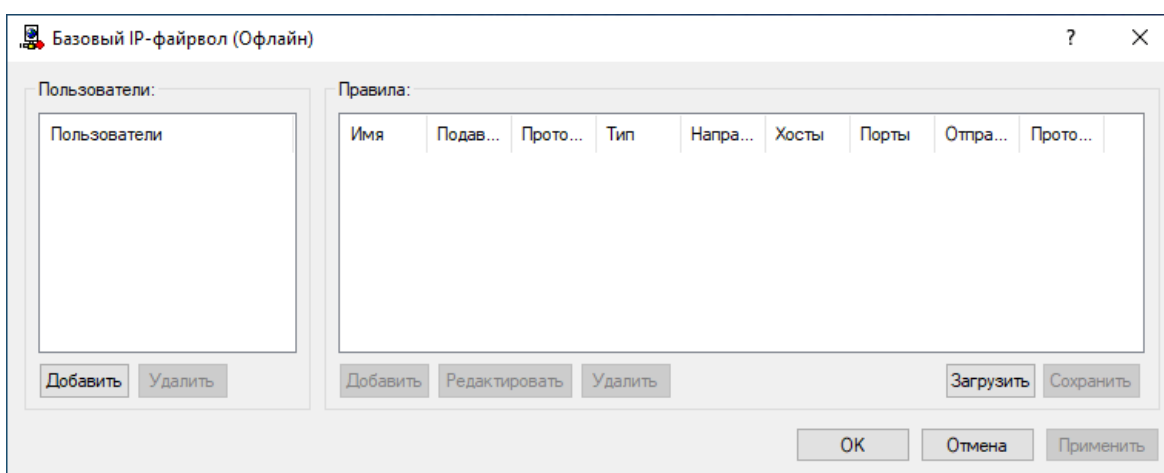 Базовый IP-файрвол (Офлайн)
?
Пользователи:
Пользователи
Добавить Удалить
Правила:
Имя Подав... Прото... Тип Напра... Хосты Порты Отпра... Прото...
Добавить Редактировать Удалить Загрузить Сохранить
OK Отмена Применить